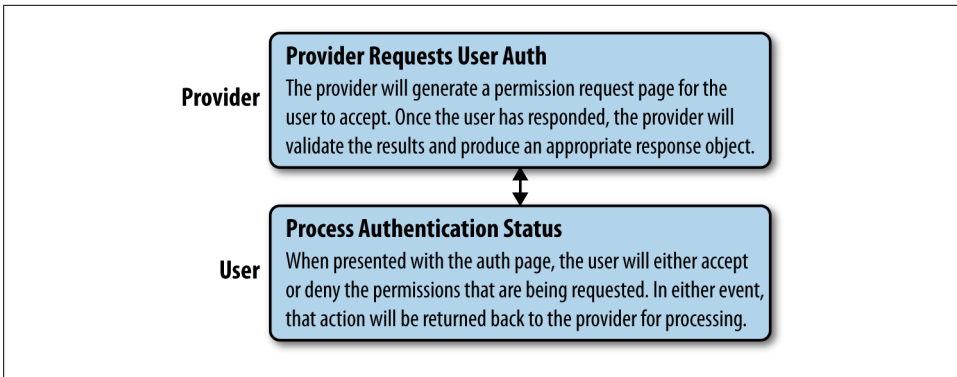 Provider Requests User Auth
Provider
The provider will generate a permission request page for the
user to accept. Once the user has responded, the provider will
validate the results and produce an appropriate response object.
Process Authentication Status
User
When presented with the auth page, the user will either accept
or deny the permissions that are being requested. In either event,
that action will be returned back to the provider for processing.